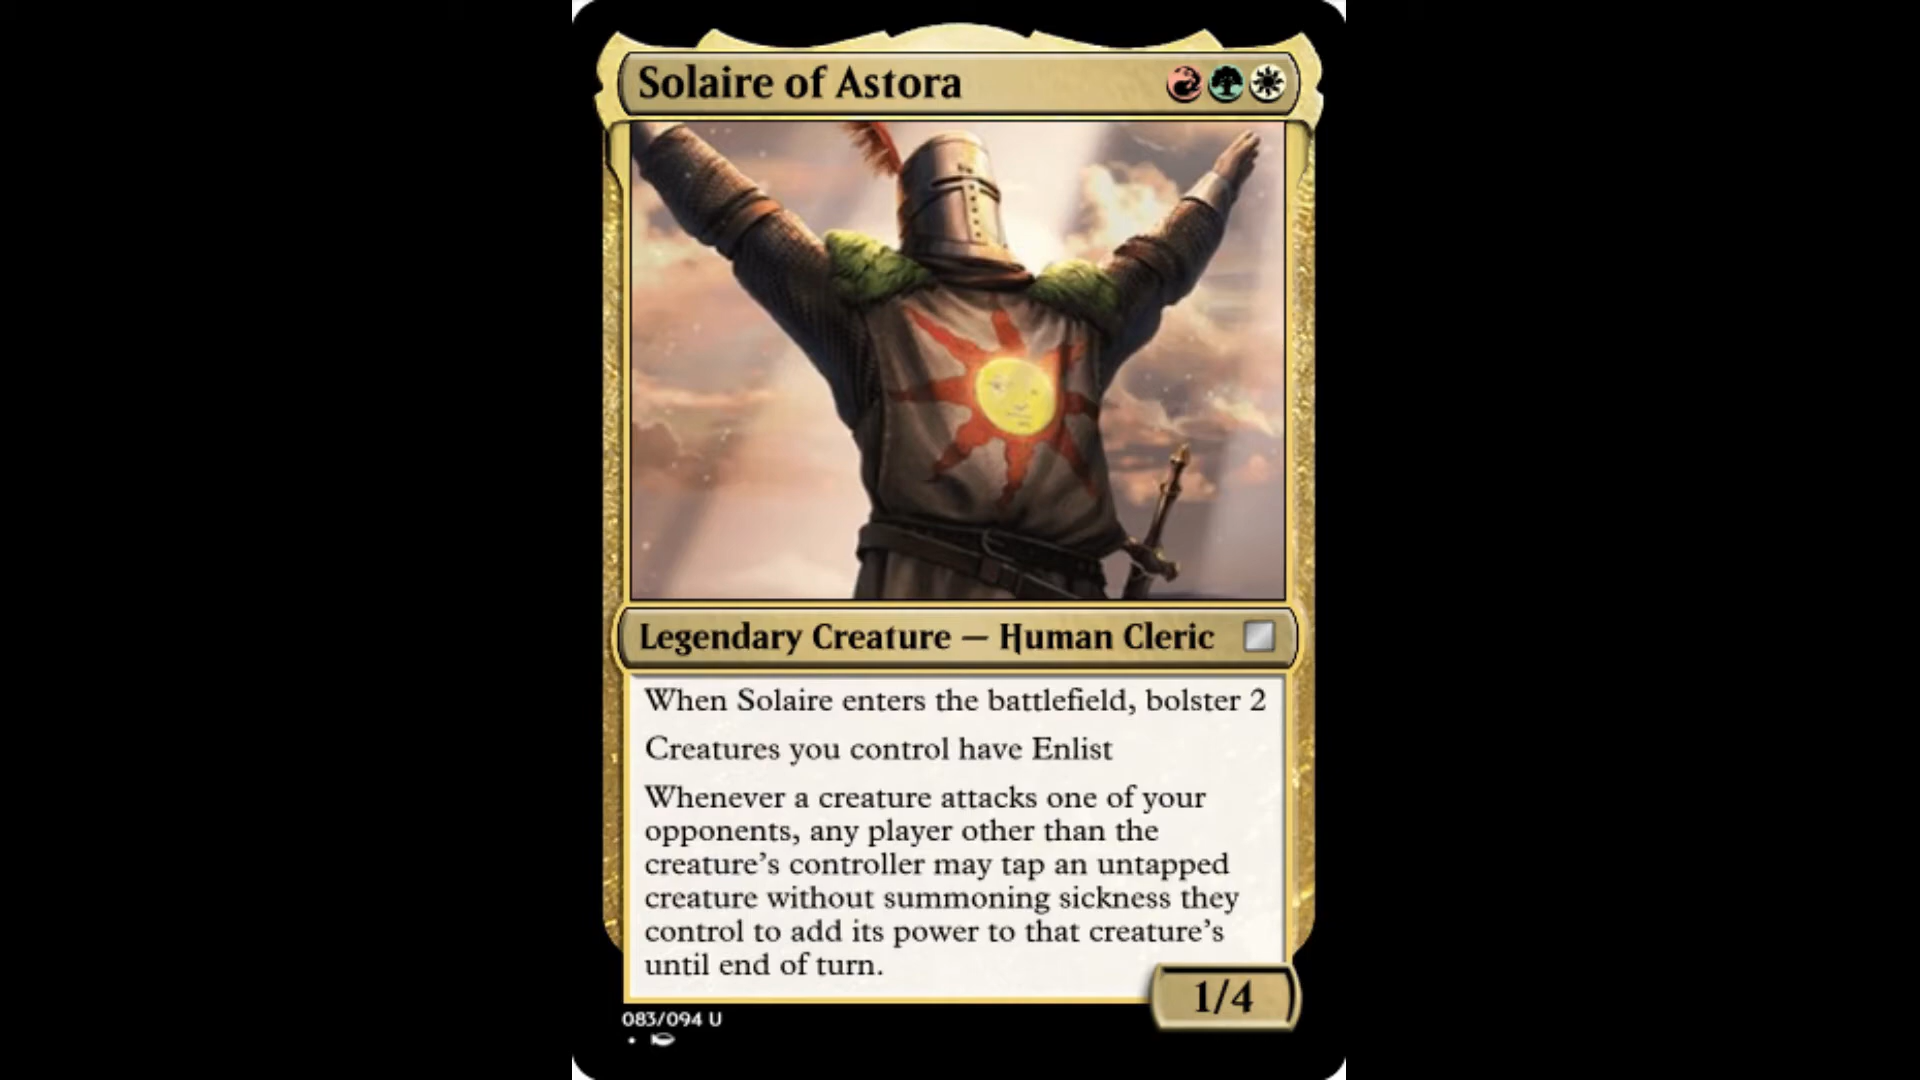 Solaire of Astora
Legendary Creature — Human Cleric
When Solaire enters the battlefield, bolster 2
Creatures you control have Enlist
Whenever a creature attacks one of your
opponents, any player other than the
creature's controller may tap an untapped
creature without summoning sickness they
control to add its power to that creature's
until end of turn.
1/4
083/094 U